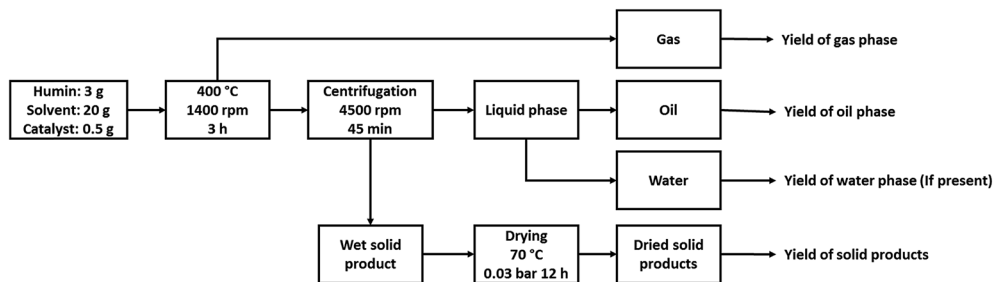 Gas
Yield of gas phase
Humin: 3 g
Solvent: 20 g
Catalyst: 0.5 g
400 °C
1400 rpm
3 h
Centrifugation
4500 rpm
45 min
Liquid phase
Oil
Yield of oil phase
Water
Yield of water phase (If present)
Wet solid
product
Drying
70 °C
0.03 bar 12 h
Dried solid
products
Yield of solid products